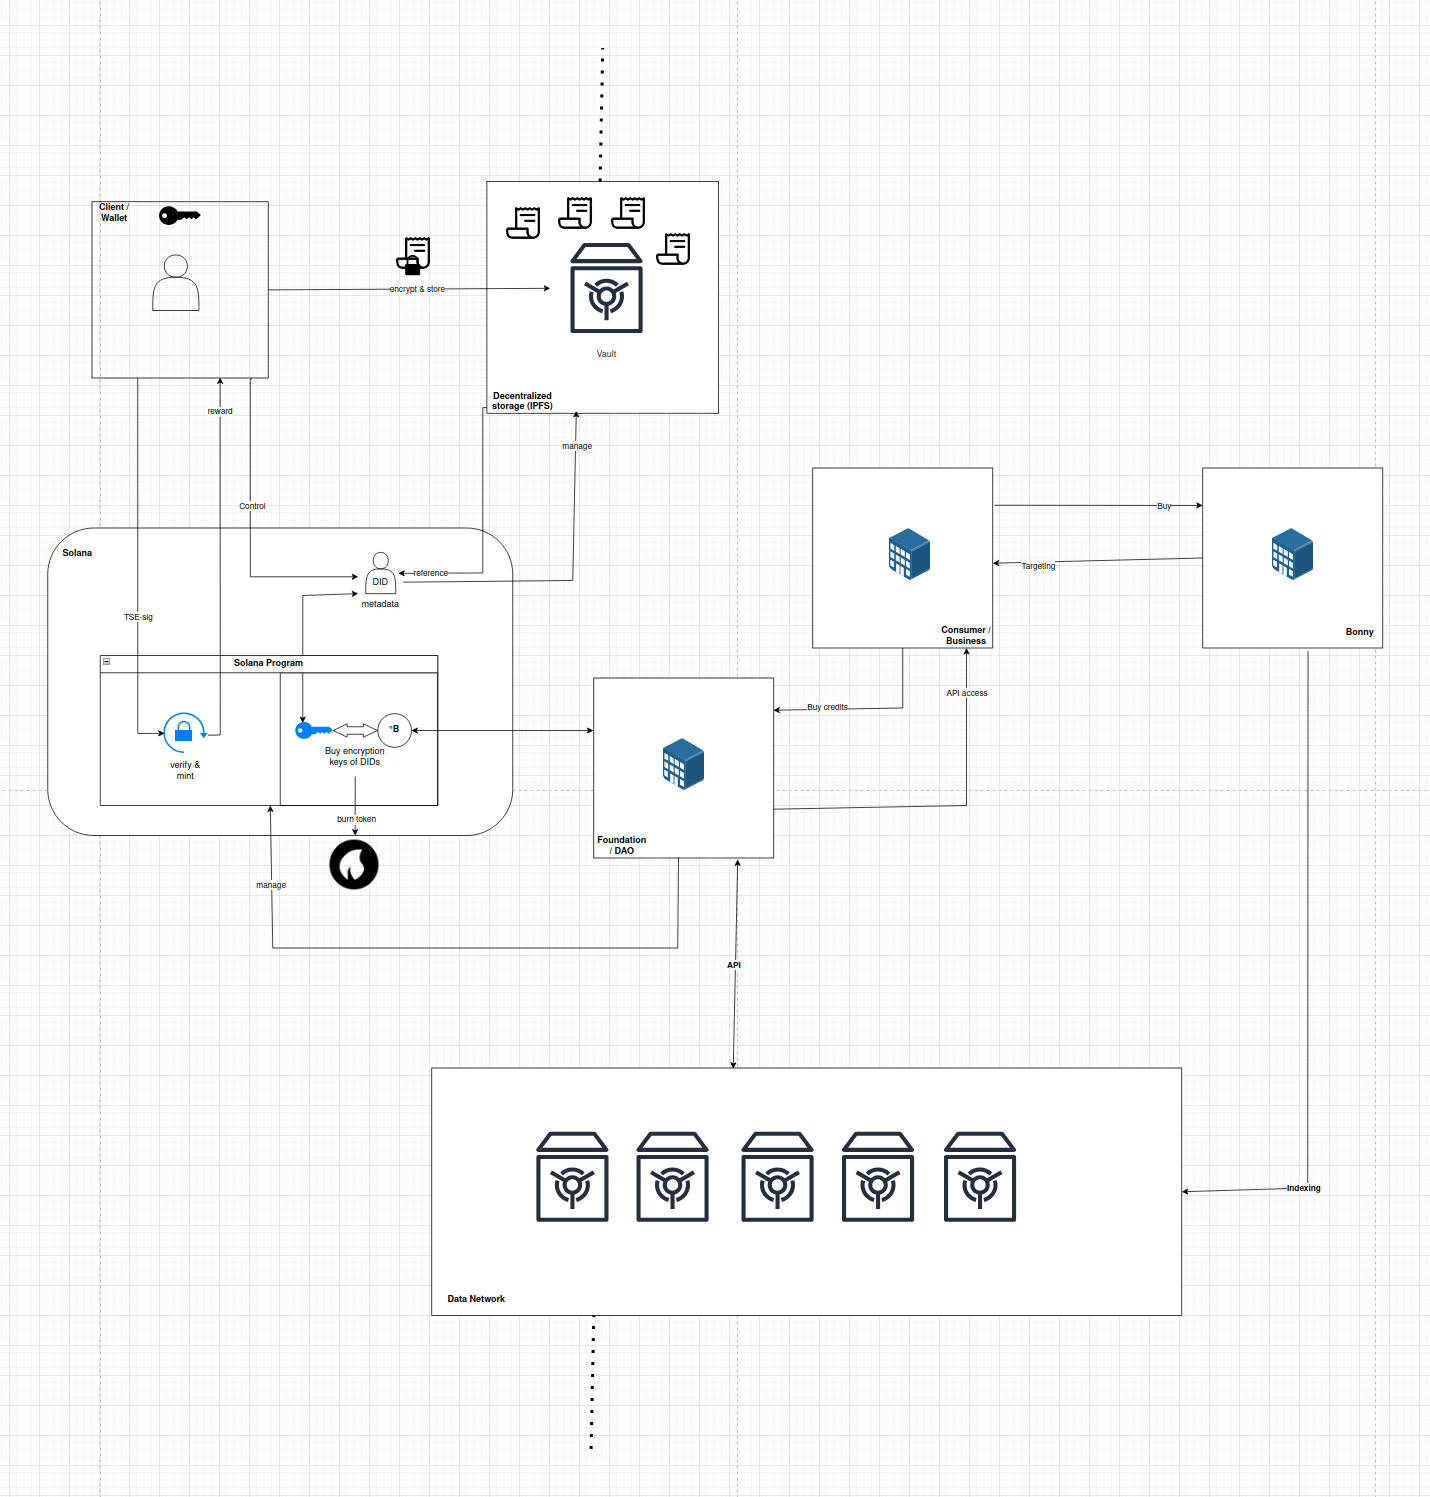 Client /
Wallet
encrypt & store
Vault
Decentralized
storage (IPFS)
reward
manage
Control
Buy
Solana
Targeting
reference
DID
metadata
TSE-sig
Consumer /
Business
Bonny
Solana Program
API access
Buy credits
B
Buy encryption
keys of DIDs
verify &
mint
burn token
Foundation
/ DAO
manage
API
Indexing
Data Network